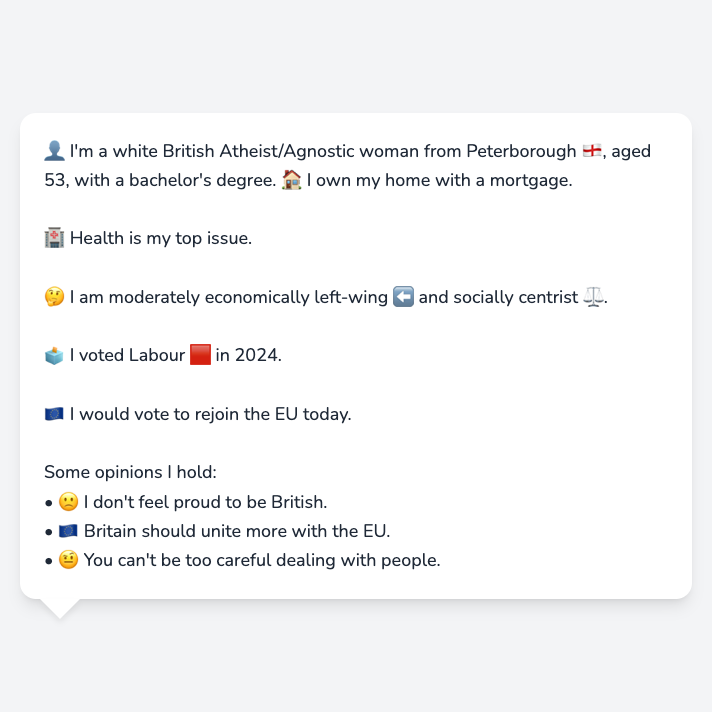 👤 I'm a white British Atheist/Agnostic woman from Peterborough 🏴󠁧󠁢󠁥󠁮󠁧󠁿, aged
53, with a bachelor's degree. 🏠 I own my home with a mortgage.
🏥 Health is my top issue.
🤔 I am moderately economically left-wing ⬅️ and socially centrist ⚖️.
🗳️ I voted Labour 🟥 in 2024.
🇪🇺 I would vote to rejoin the EU today.
Some opinions I hold:
• 🙁 I don't feel proud to be British.
• 🇪🇺 Britain should unite more with the EU.
• 🤨 You can't be too careful dealing with people.